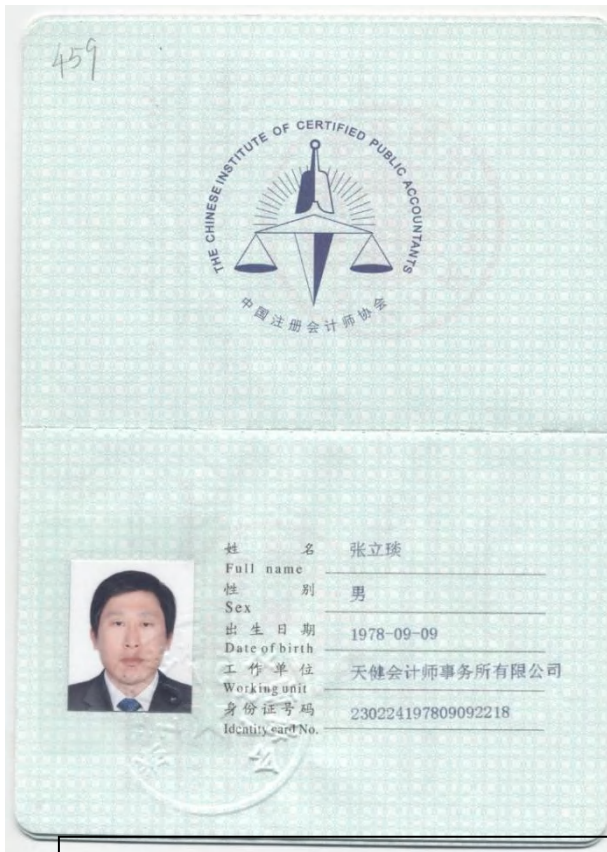 459
THE CHINESE INSTITUTE OF CERTIFIED PUBLIC ACCOUNTANTS
中国注册会计师协会
姓 名 张立琰
Full name
性 别 男
Sex
出生日期 1978-09-09
Date of birth
工作单位 天健会计师事务所有限公司
Working unit
身份证号码 230224197809092218
Identity card No.